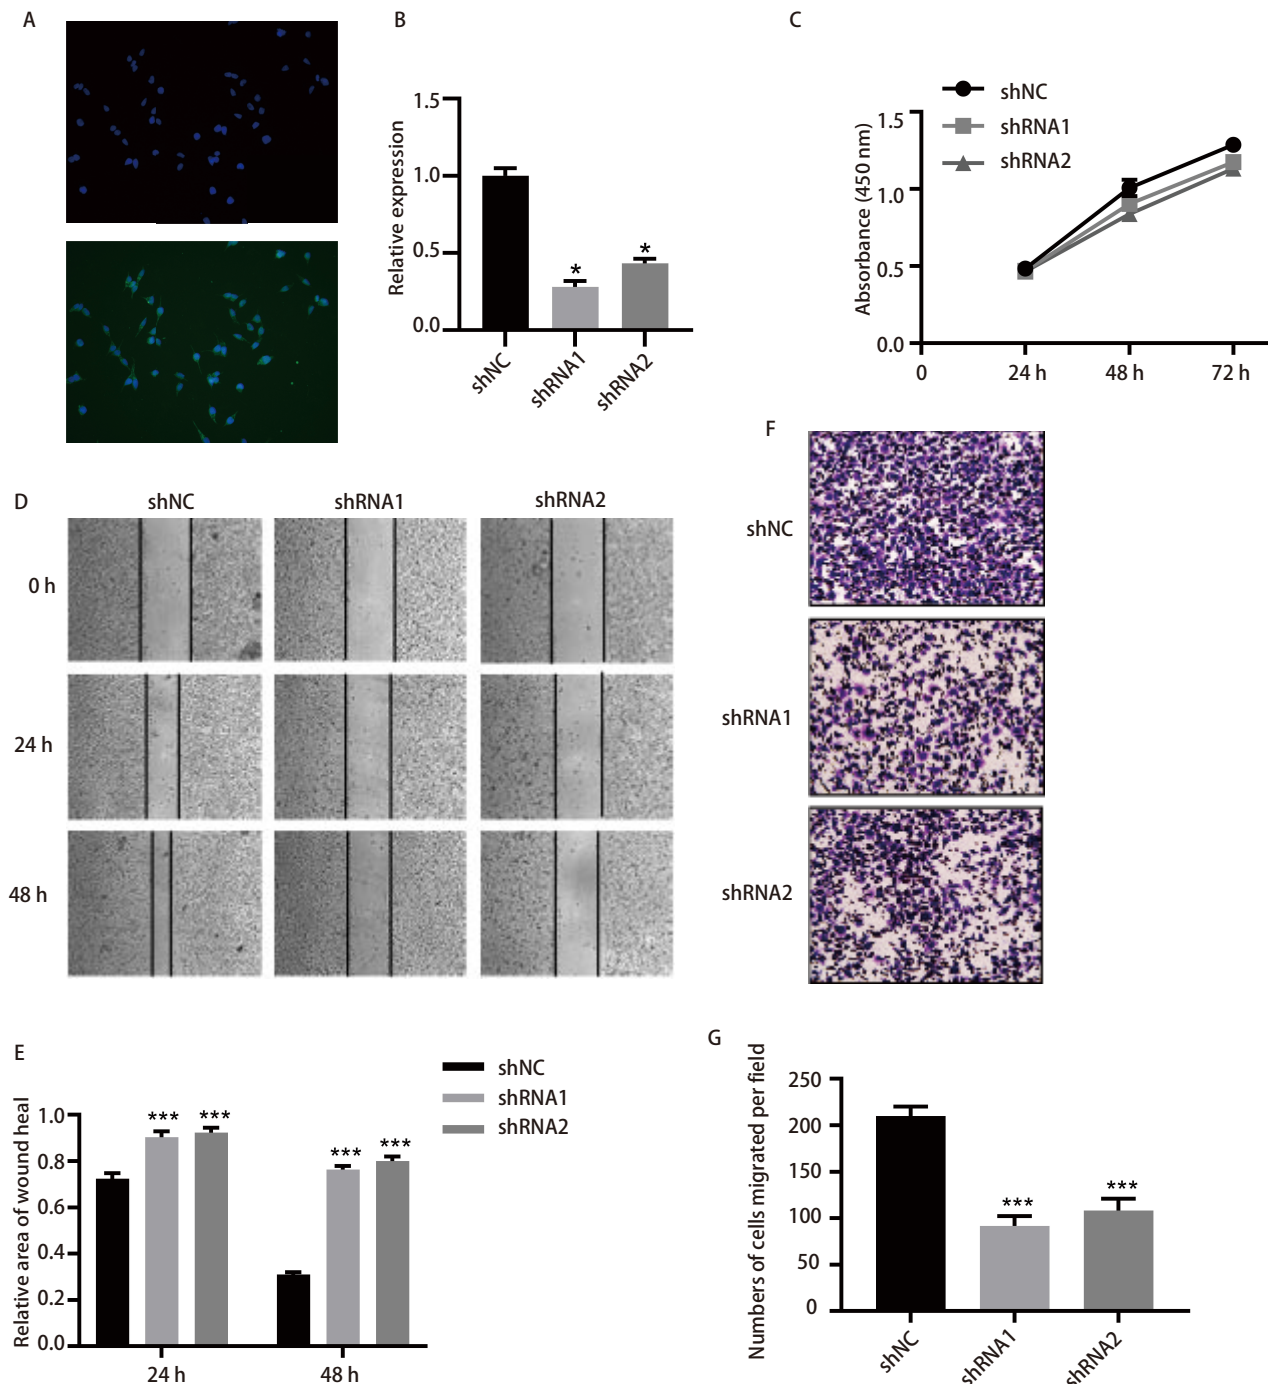 A
B
Relative expression
1.5
1.0
0.5
0.0
*
*
shNC
shRNA1
shRNA2
C
shNC
shRNA1
shRNA2
Absorbance (450 nm)
1.5
1.0
0.5
0.0
0
24 h
48 h
72 h
D
shNC
shRNA1
shRNA2
0 h
24 h
48 h
F
shNC
shRNA1
shRNA2
E
shNC
shRNA1
shRNA2
Relative area of wound heal
1.0
0.8
0.6
0.4
0.2
0.0
***
***
***
***
24 h
48 h
G
Numbers of cells migrated per field
250
200
150
100
50
0
***
***
shNC
shRNA1
shRNA2